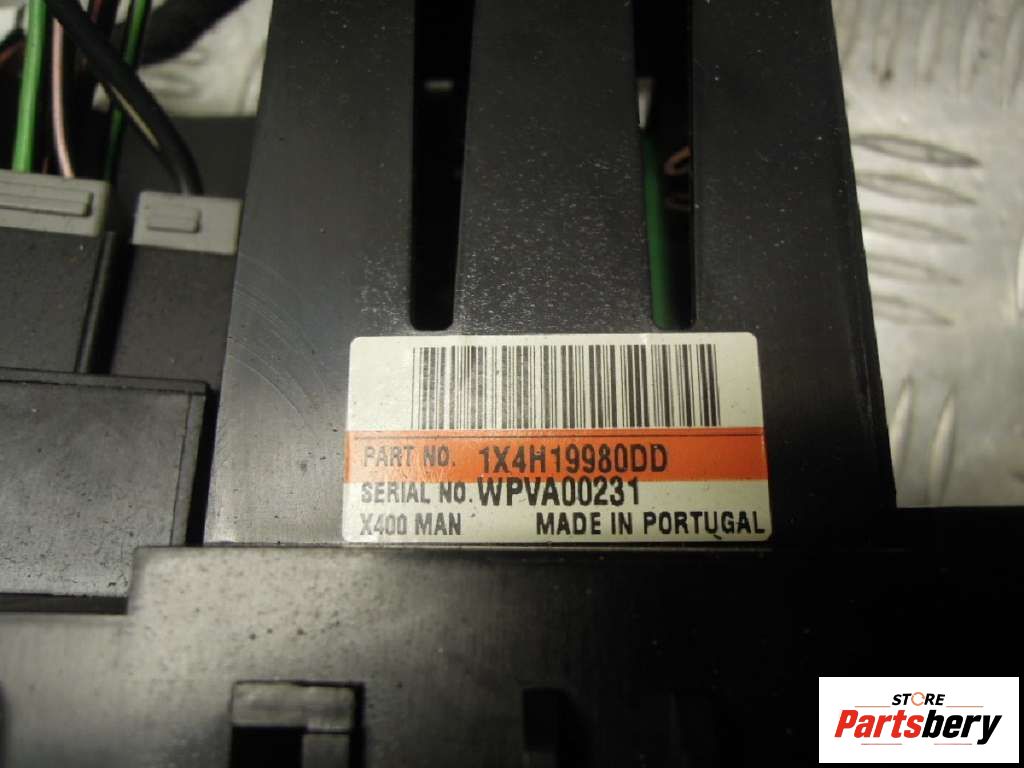 PART NO. 1X4H19980DD
SERIAL NO. WPVA00231
X400 MAN MADE IN PORTUGAL
STORE
Partsbery